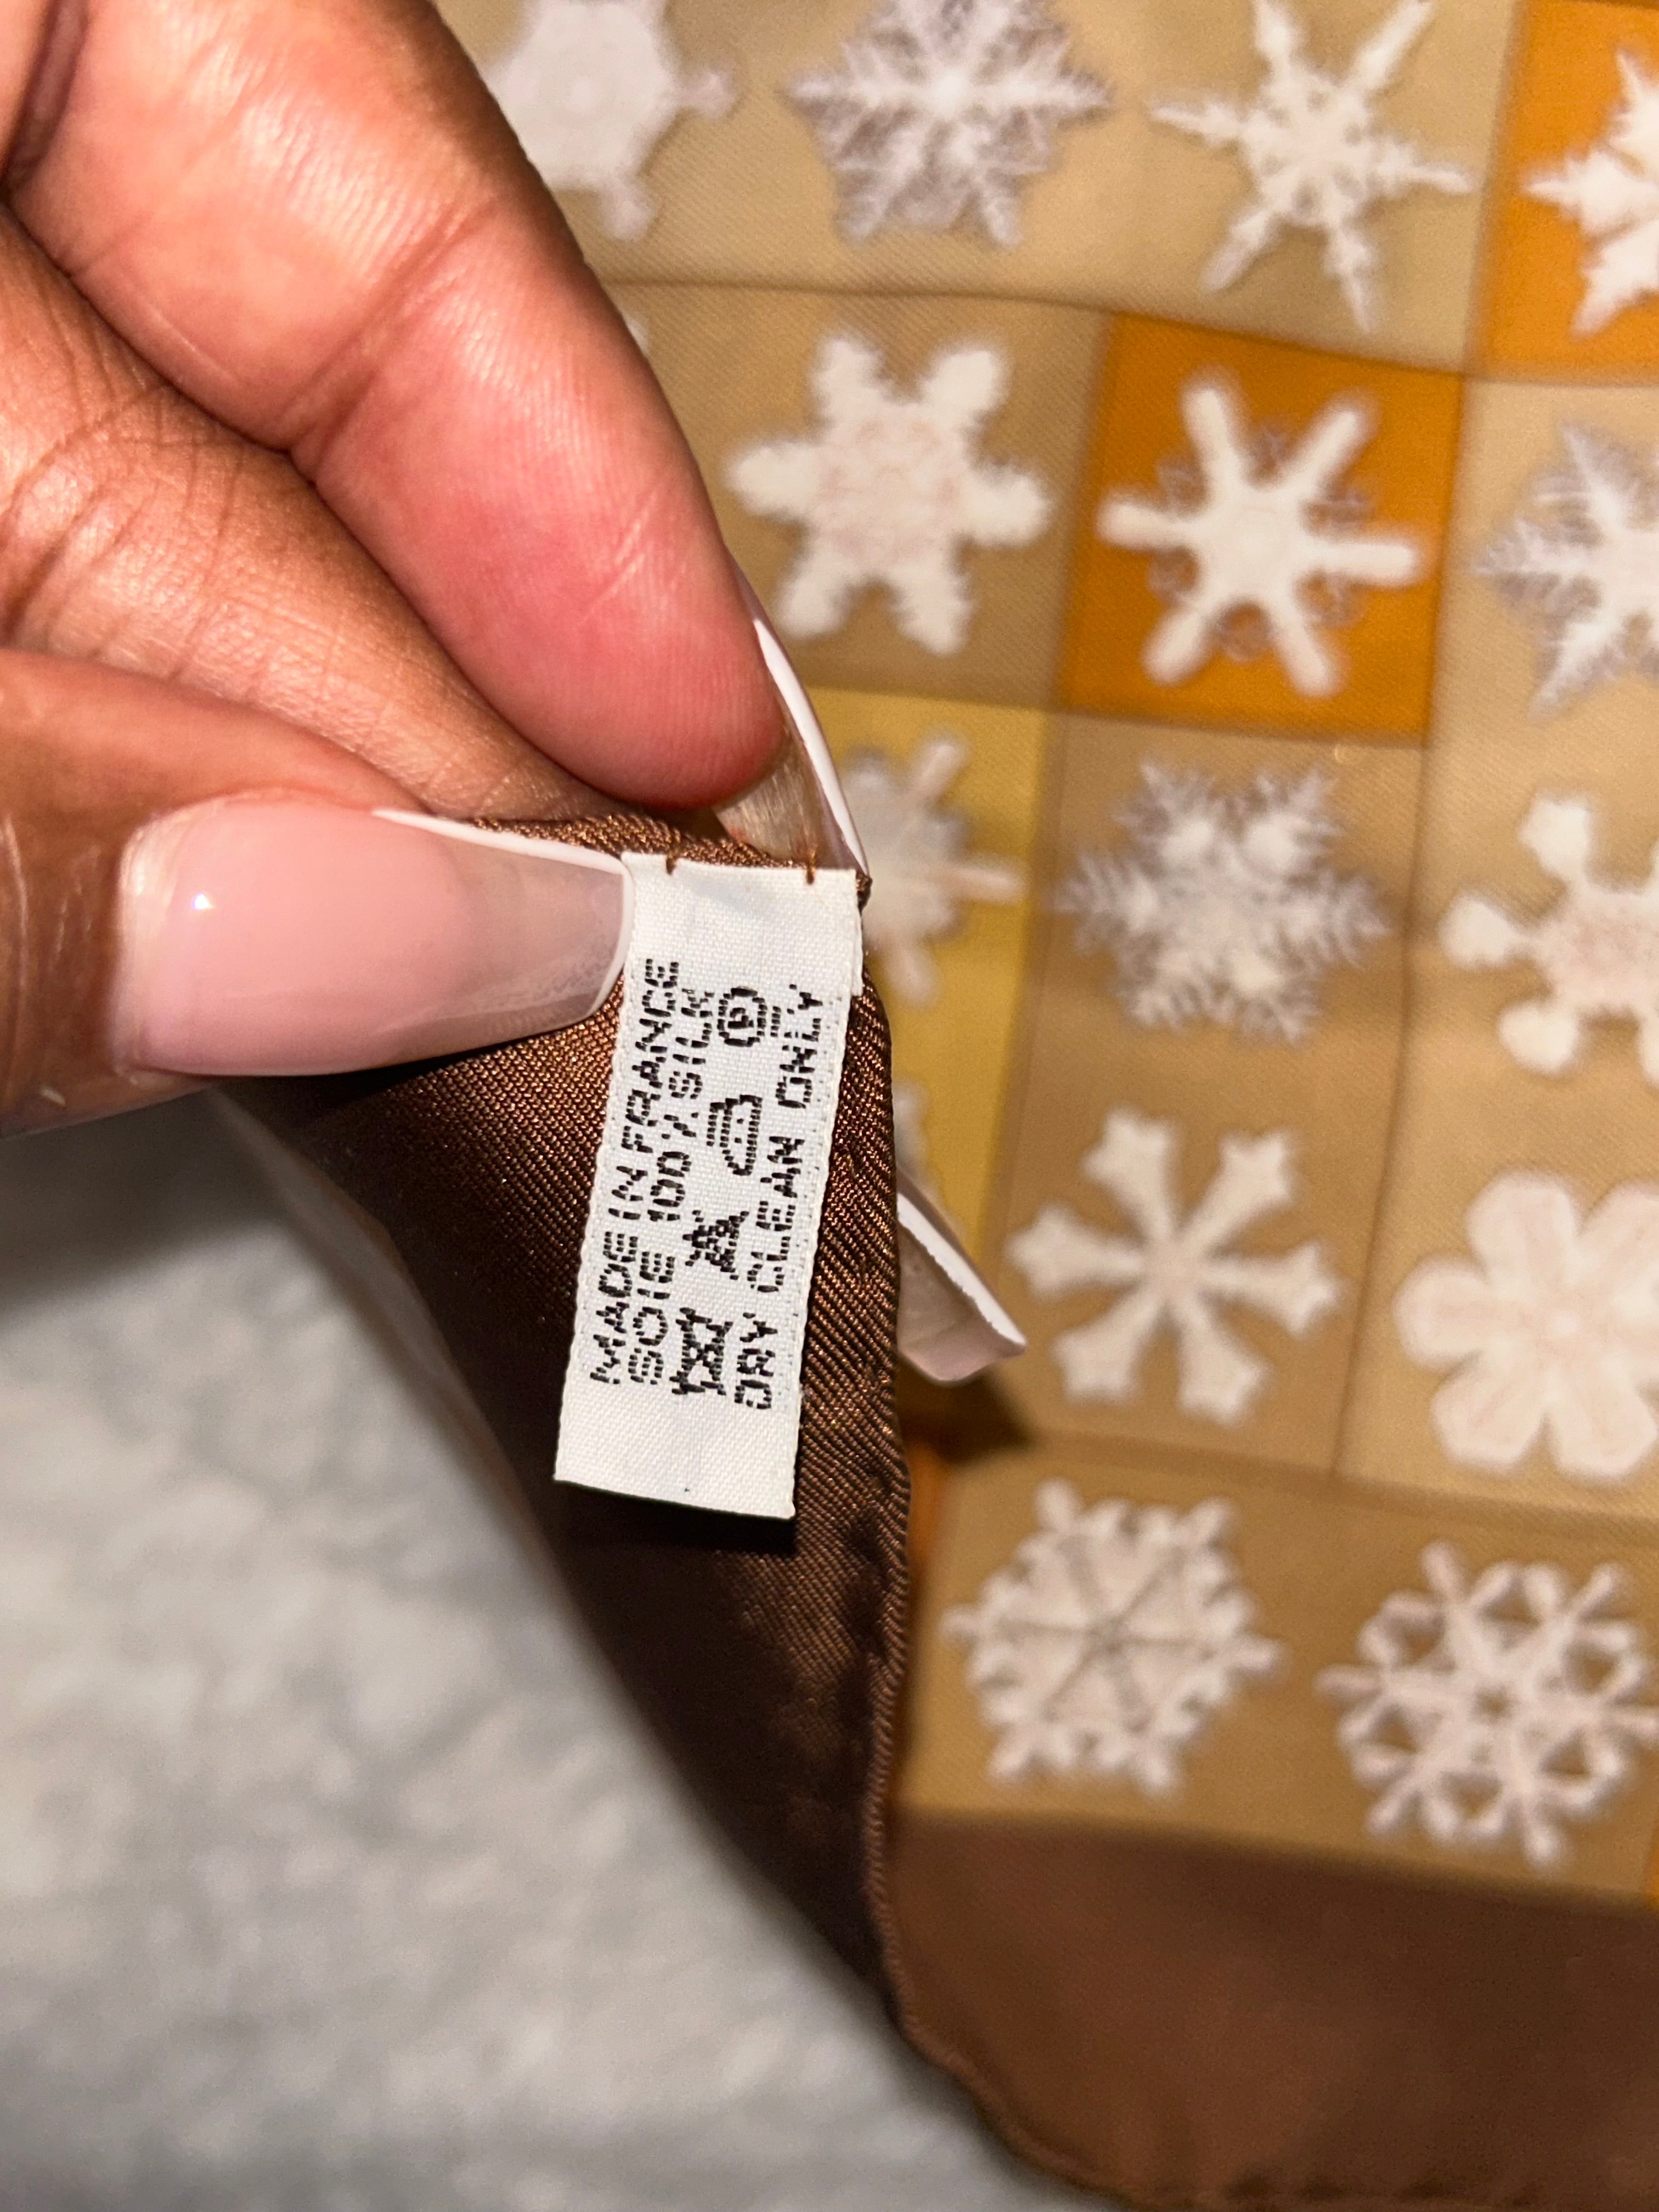 MADE IN FRANCE
SOIE 100% SILK
P
DRY CLEAN ONLY